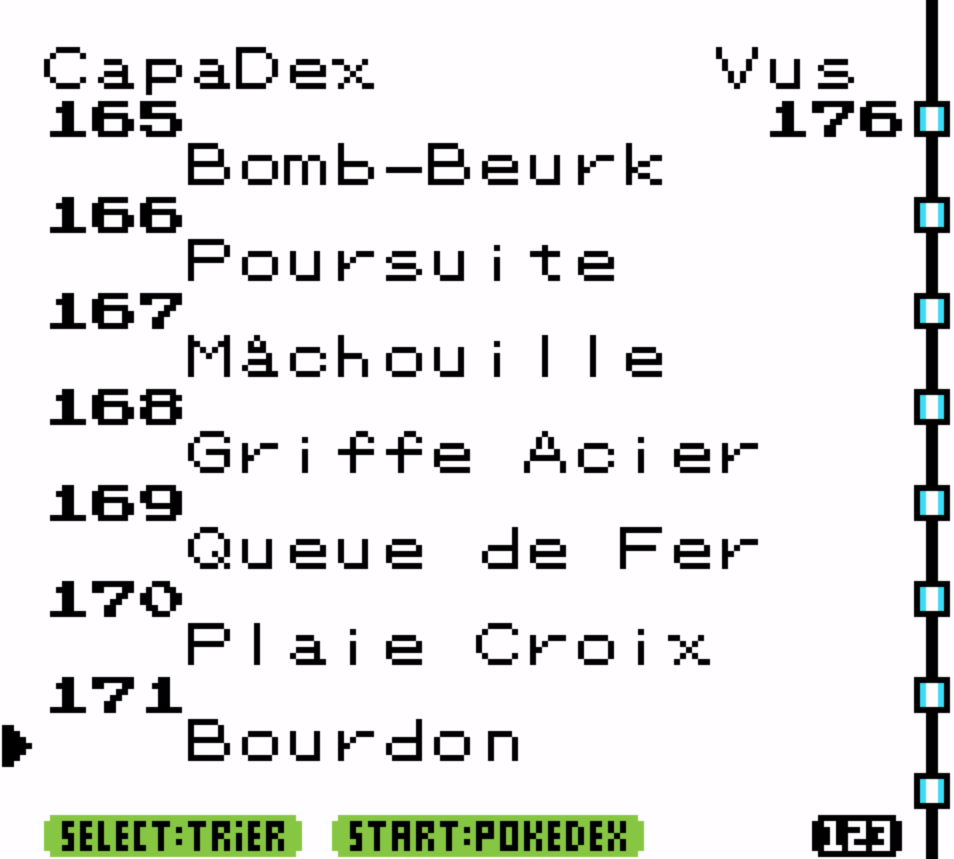 CapaDex Vus
165 176
Bomb-Beurk
166
Poursuite
167
Mâchouille
168
Griffe Acier
169
Queue de Fer
170
Plaie Croix
171
Bourdon
SELECT:TRiER START:POKEDEX 123